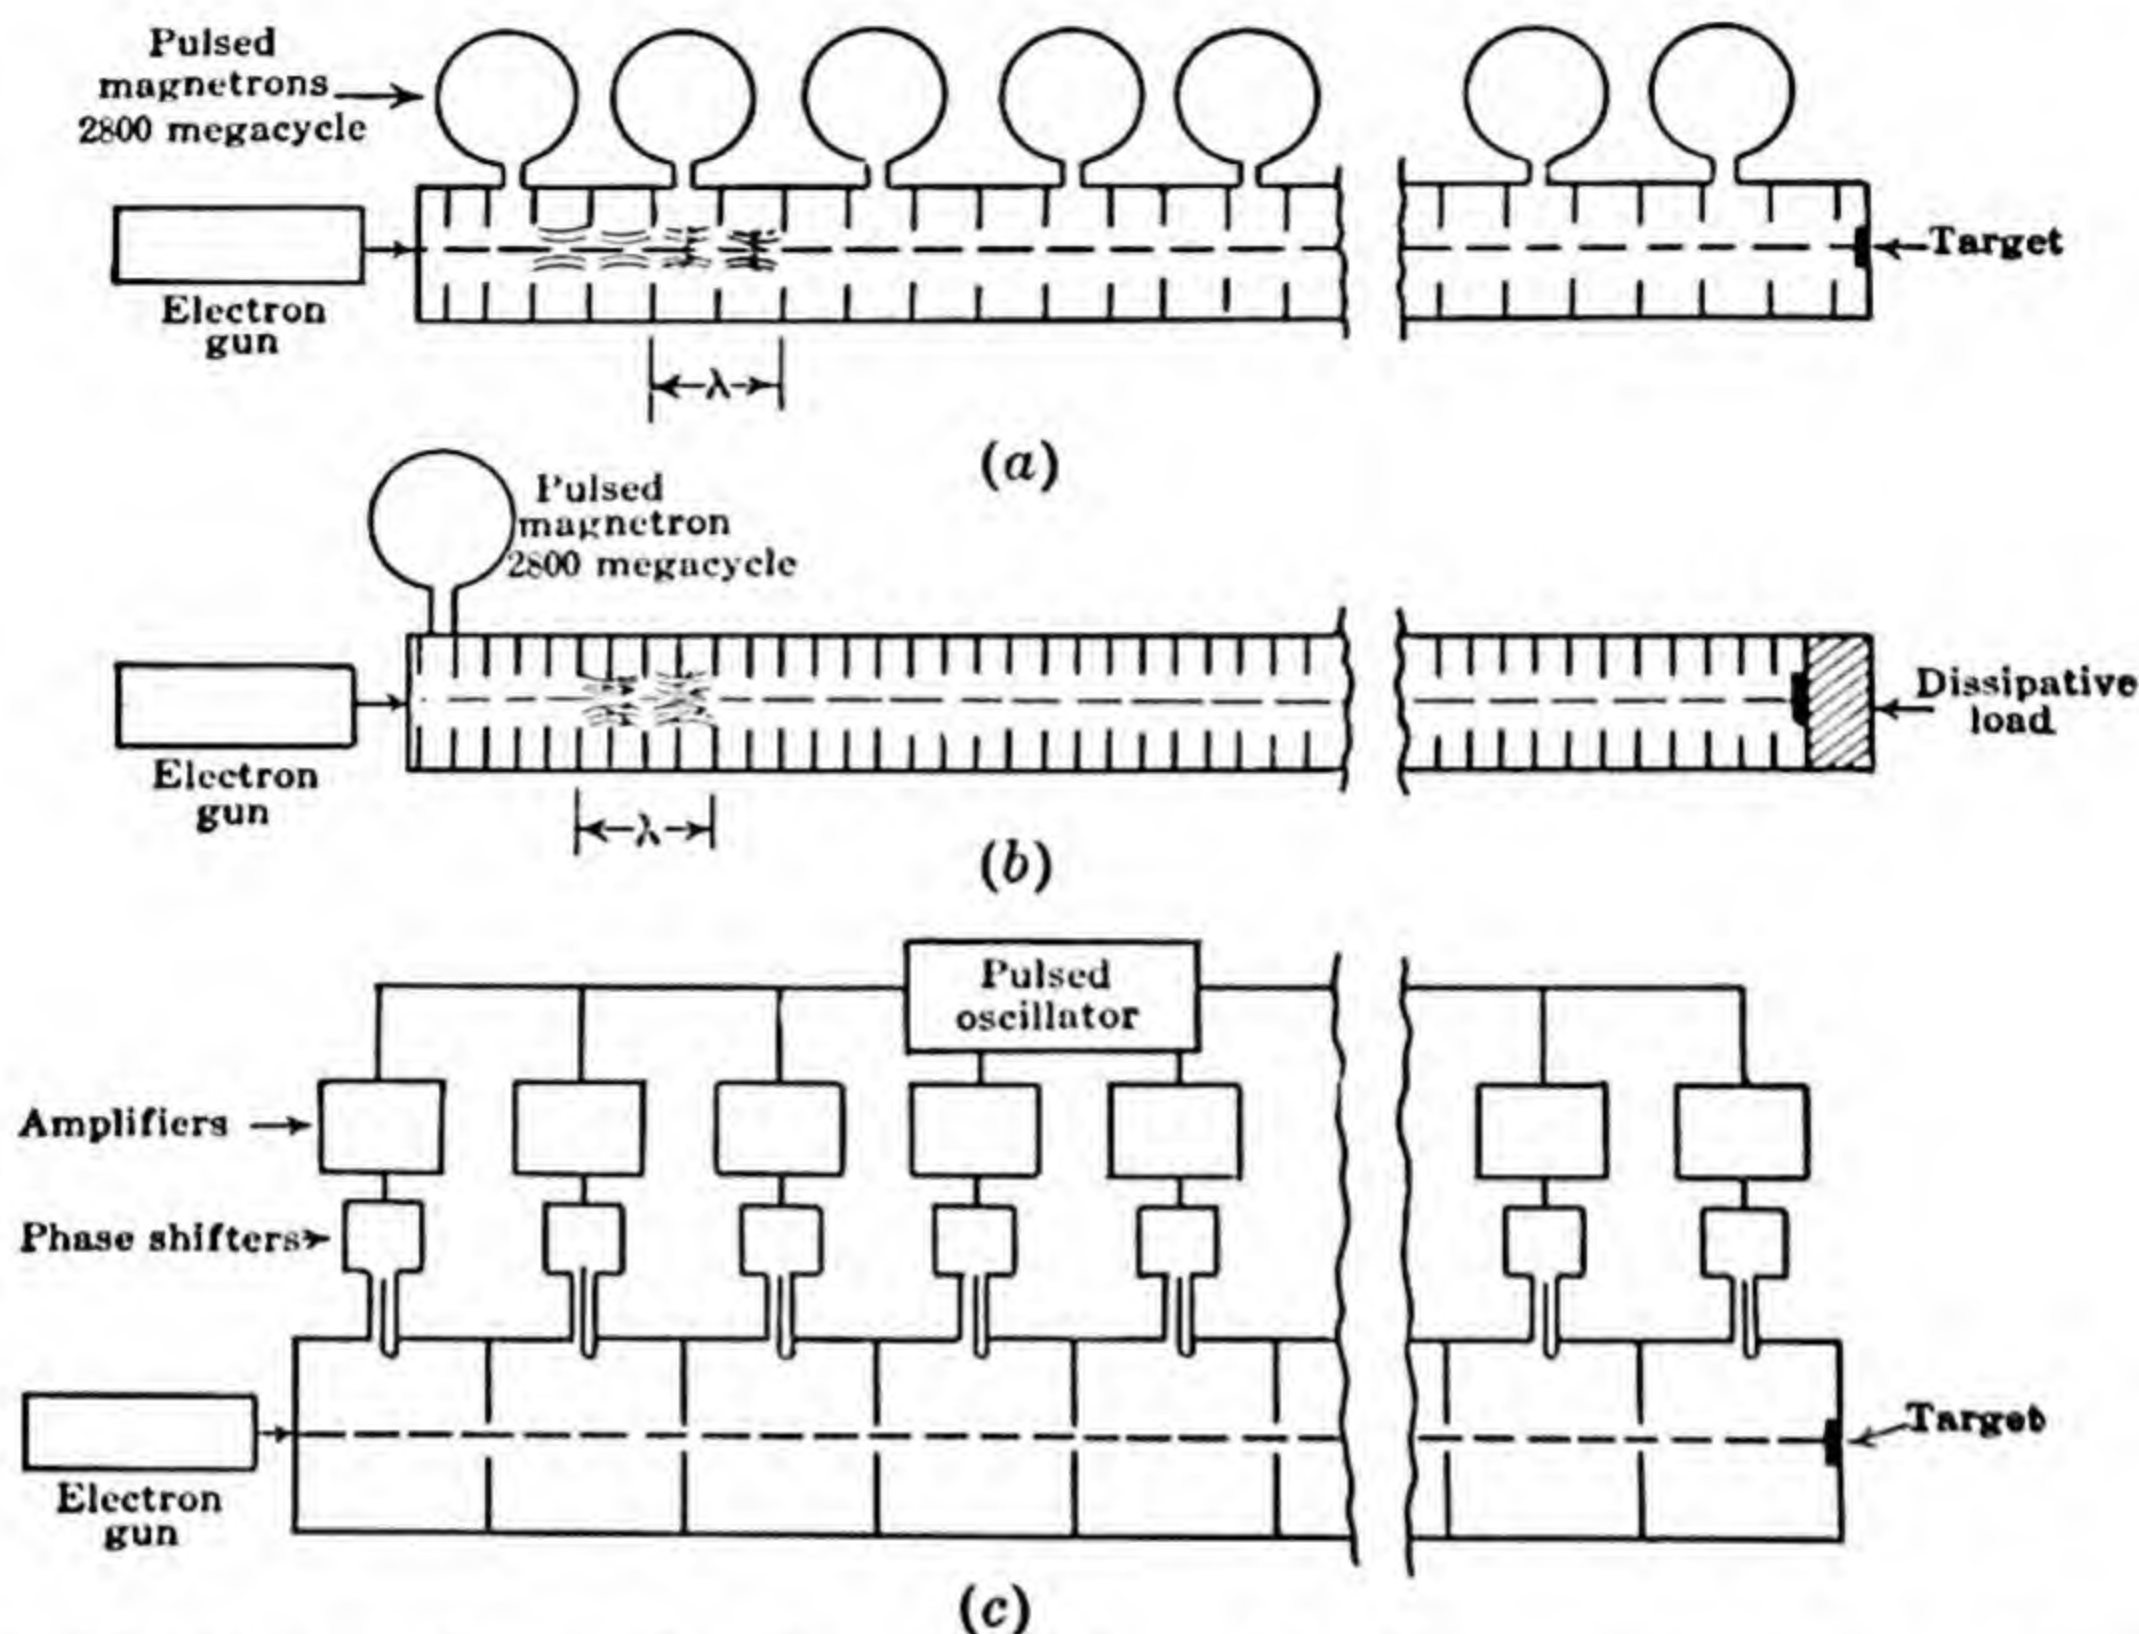 Pulsed
magnetrons
2800 megacycle
Electron
gun
Target
λ
(a)
Pulsed
magnetron
2800 megacycle
Electron
gun
Dissipative
load
λ
(b)
Pulsed
oscillator
Amplifiers
Phase shifters
Electron
gun
Target
(c)